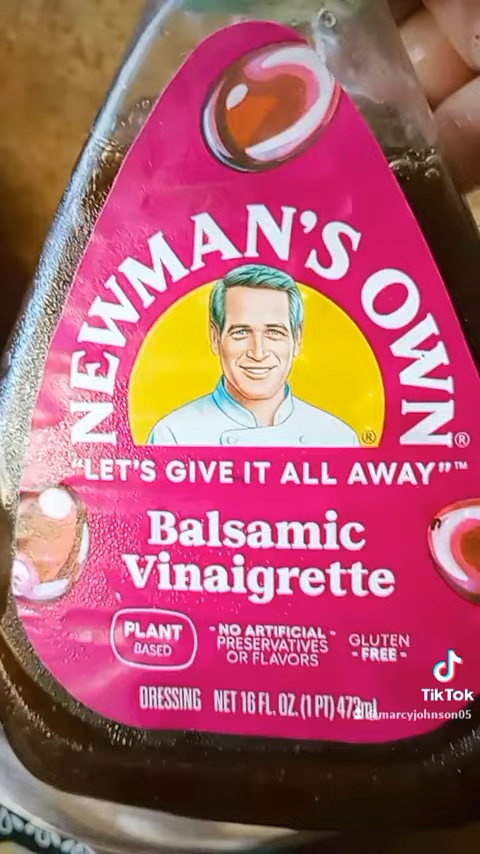 NEWMAN'S OWN®
®
"LET'S GIVE IT ALL AWAY"™
Balsamic
Vinaigrette
PLANT
BASED
- NO ARTIFICIAL -
PRESERVATIVES
OR FLAVORS
GLUTEN
- FREE -
DRESSING NET 16 FL. OZ. (1 PT) 473ml
TikTok
@marcyjohnson05